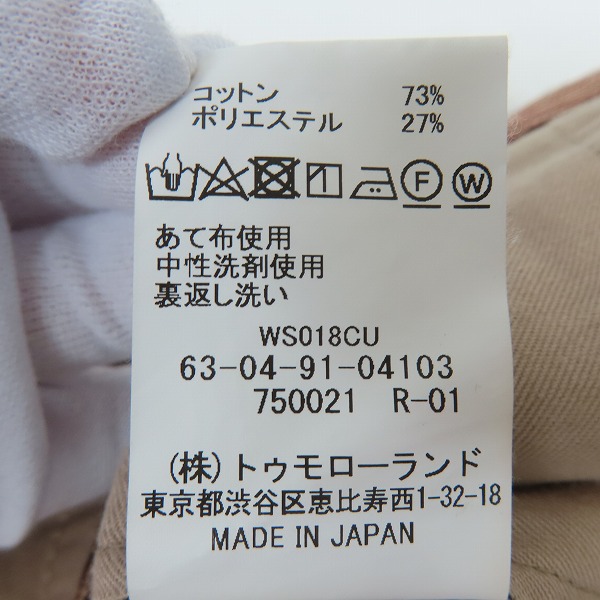 コットン 73%
ポリエステル 27%
F W
あて布使用
中性洗剤使用
裏返し洗い
WS018CU
63-04-91-04103
750021 R-01
(株)トゥモローランド
東京都渋谷区恵比寿西1-32-18
MADE IN JAPAN